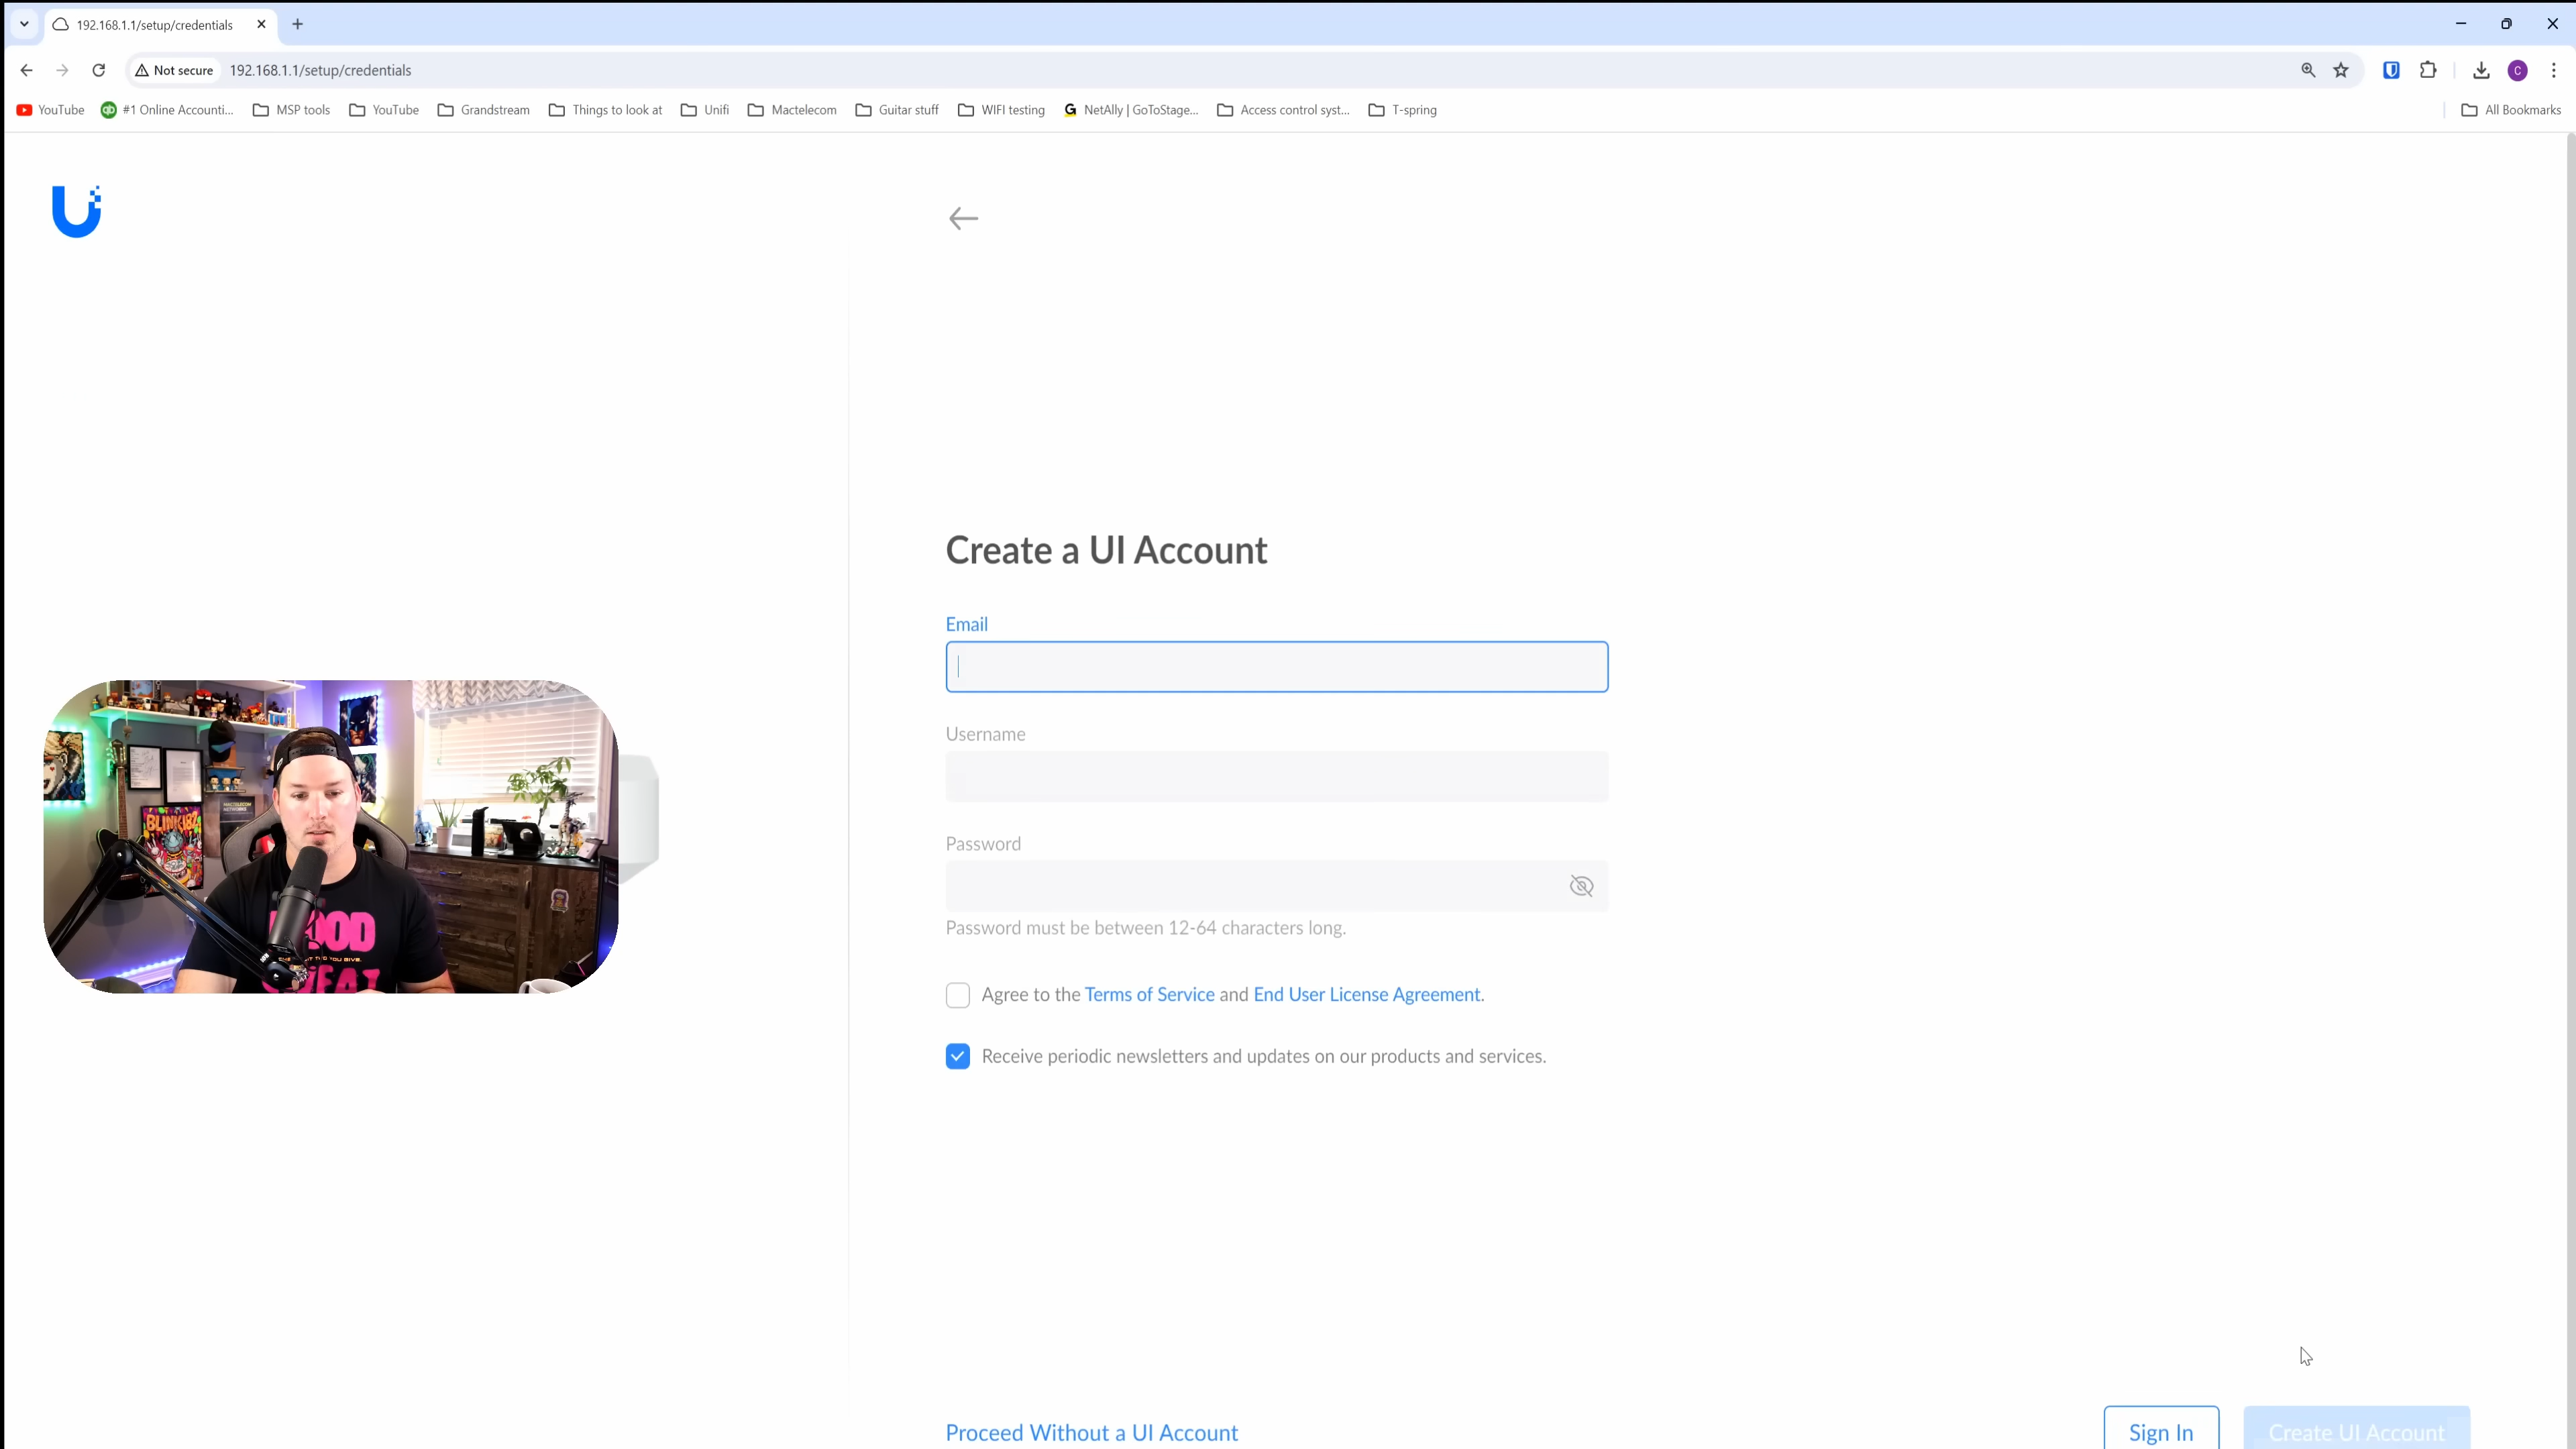 192.168.1.1/setup/credentials
Not secure
192.168.1.1/setup/credentials
YouTube
#1 Online Accounti...
MSP tools
YouTube
Grandstream
Things to look at
Unifi
Mactelecom
Guitar stuff
WIFI testing
NetAlly | GoToStage...
Access control syst...
T-spring
All Bookmarks
Create a UI Account
Email
Username
Password
Password must be between 12-64 characters long.
Agree to the Terms of Service and End User License Agreement.
Receive periodic newsletters and updates on our products and services.
Proceed Without a UI Account
Sign In
Create UI Account
BLINK182
MACTELECOM
NETWORKS